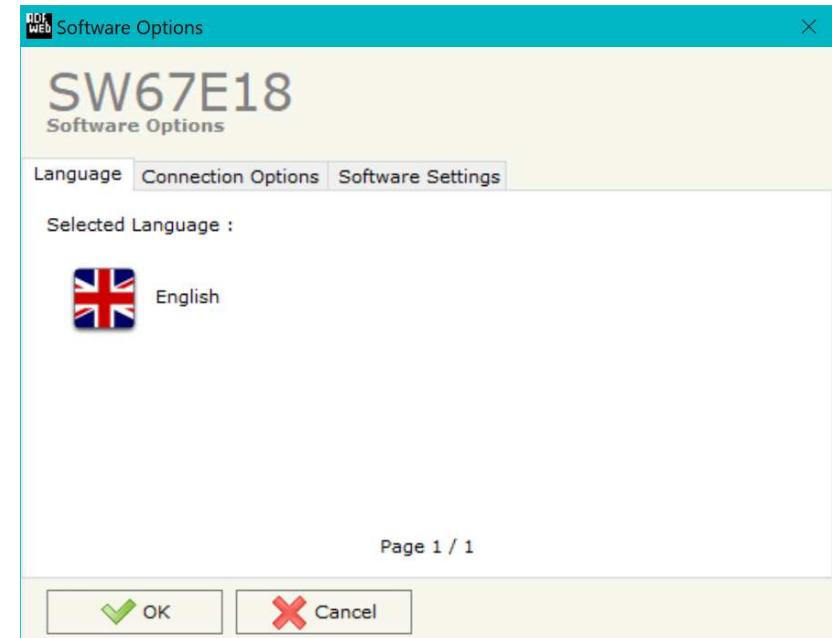 ADF
WEB Software Options
SW67E18
Software Options
Language Connection Options Software Settings
Selected Language :
English
Page 1 / 1
OK Cancel